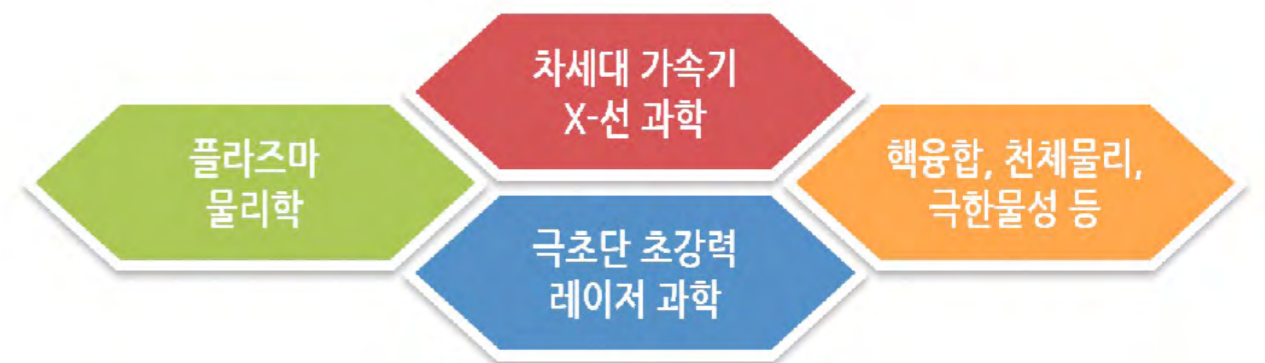 차세대 가속기
X-선 과학
플라즈마
물리학
핵융합, 천체물리,
극한물성 등
극초단 초강력
레이저 과학